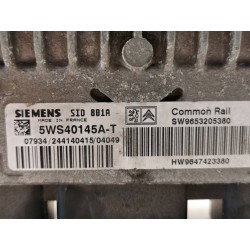 SIEMENS SID 801A
MADE IN FRANCE
5WS40145A-T
07934/244140415/04049
Common Rail
SW9653205380
HW9647423380